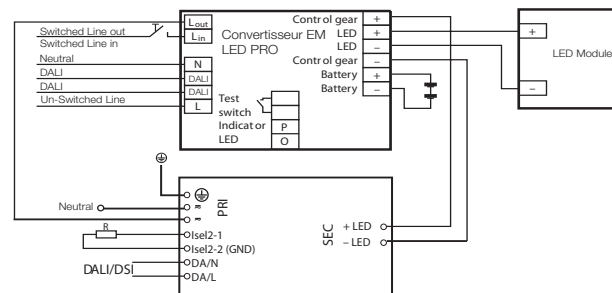 Switched Line out
Switched Line in
Neutral
DALI
DALI
Un-Switched Line
Lout
Lin
N
DALI
DALI
L
Convertisseur EM
LED PRO
Test
switch
Indicator
LED
P
O
Control gear +
LED +
LED –
Control gear –
Battery +
Battery –
+
LED Module
–
Neutral
R
DALI/DSI
PRI
≈
≈
Isel2-1
Isel2-2 (GND)
DA/N
DA/L
SEC
+ LED
– LED